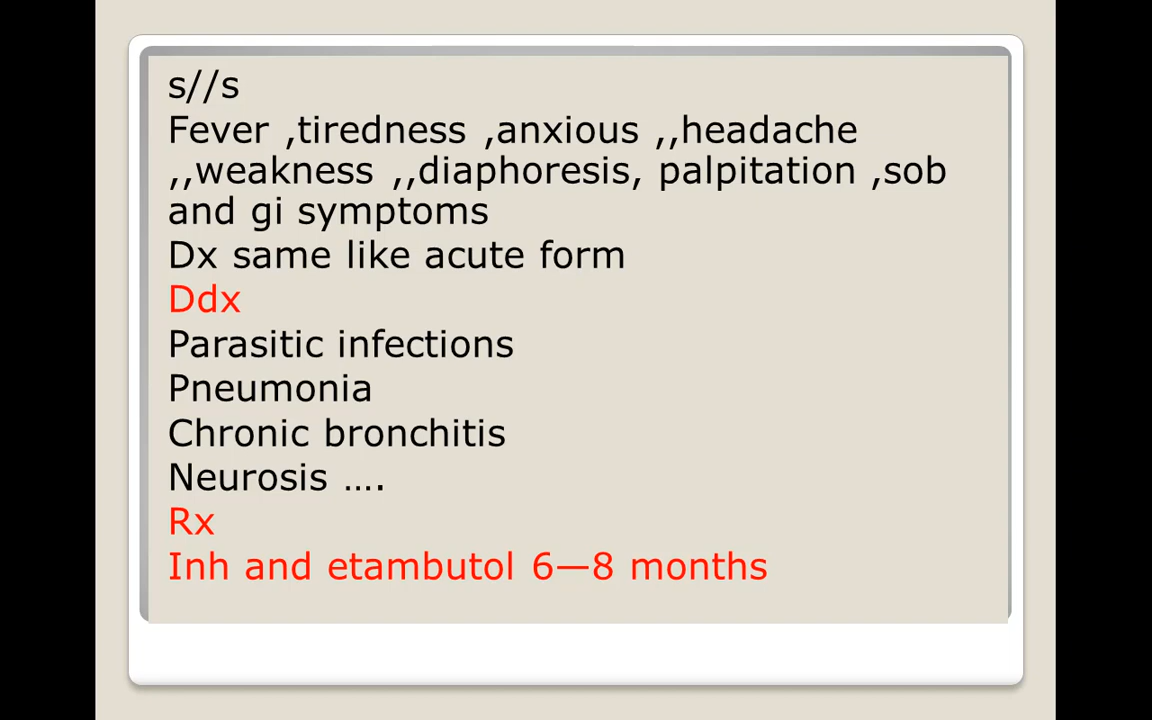 s//s
Fever ,tiredness ,anxious ,,headache
,,weakness ,,diaphoresis, palpitation ,sob
and gi symptoms
Dx same like acute form
Ddx
Parasitic infections
Pneumonia
Chronic bronchitis
Neurosis ....
Rx
Inh and etambutol 6—8 months